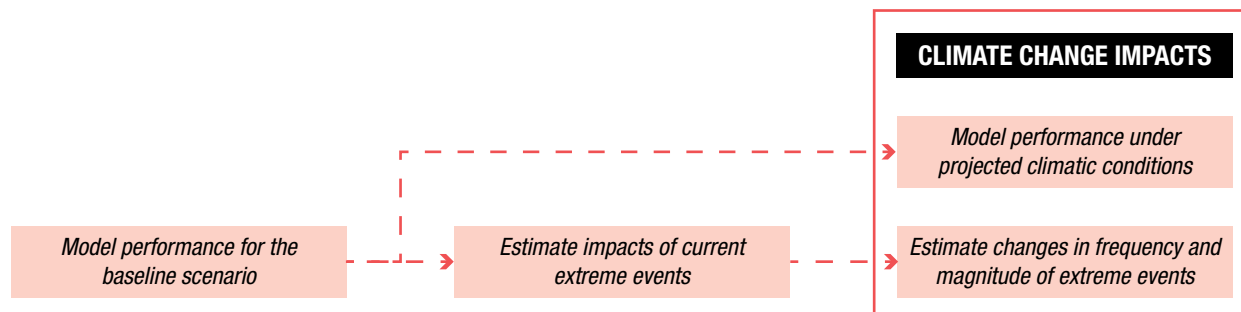 CLIMATE CHANGE IMPACTS
Model performance under
projected climatic conditions
Model performance for the
baseline scenario
Estimate impacts of current
extreme events
Estimate changes in frequency and
magnitude of extreme events